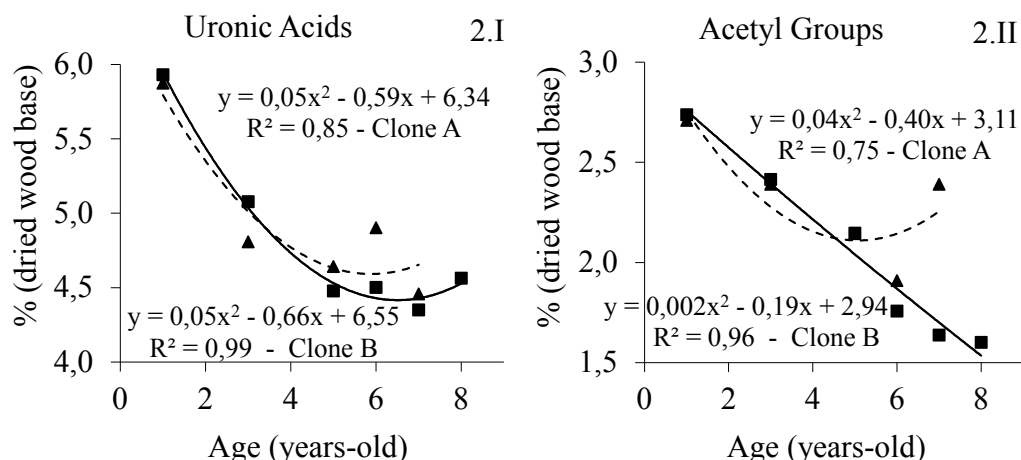 Uronic Acids 2.I
% (dried wood base)
6,0
5,5
5,0
4,5
4,0
y = 0,05x² - 0,59x + 6,34
R² = 0,85 - Clone A
y = 0,05x² - 0,66x + 6,55
R² = 0,99 - Clone B
0 2 4 6 8
Age (years-old)
Acetyl Groups 2.II
% (dried wood base)
3,0
2,5
2,0
1,5
y = 0,04x² - 0,40x + 3,11
R² = 0,75 - Clone A
y = 0,002x² - 0,19x + 2,94
R² = 0,96 - Clone B
0 2 4 6 8
Age (years-old)